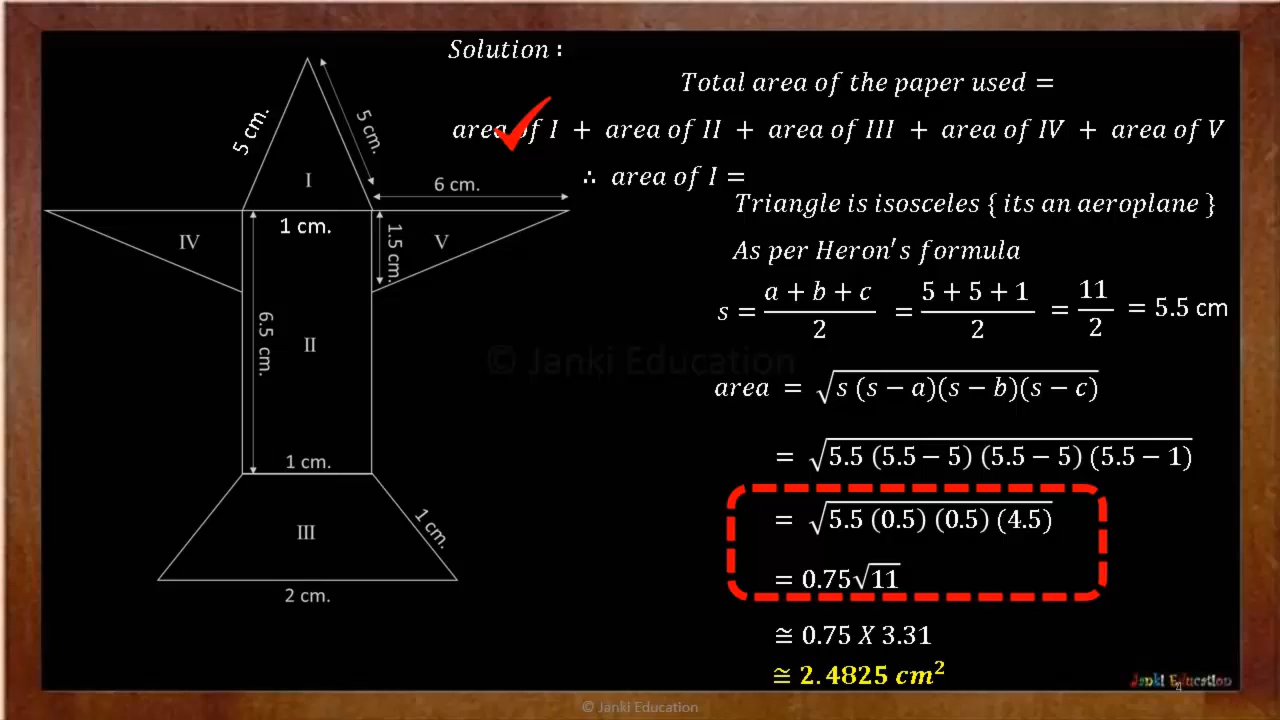 Solution :
Total area of the paper used =
area of I + area of II + area of III + area of IV + area of V
∴ area of I =
Triangle is isosceles { its an aeroplane }
As per Heron's formula
s = (a + b + c)/2 = (5 + 5 + 1)/2 = 11/2 = 5.5 cm
area = √(s (s − a)(s − b)(s − c))
= √(5.5 (5.5 − 5) (5.5 − 5) (5.5 − 1))
= √(5.5 (0.5) (0.5) (4.5))
= 0.75√11
≅ 0.75 X 3.31
≅ 2.4825 cm²
5 cm.
5 cm.
I
6 cm.
1 cm.
IV
1.5 cm.
V
6.5 cm.
II
1 cm.
III
1 cm.
2 cm.
© Janki Education
Janki Education
4
© Janki Education